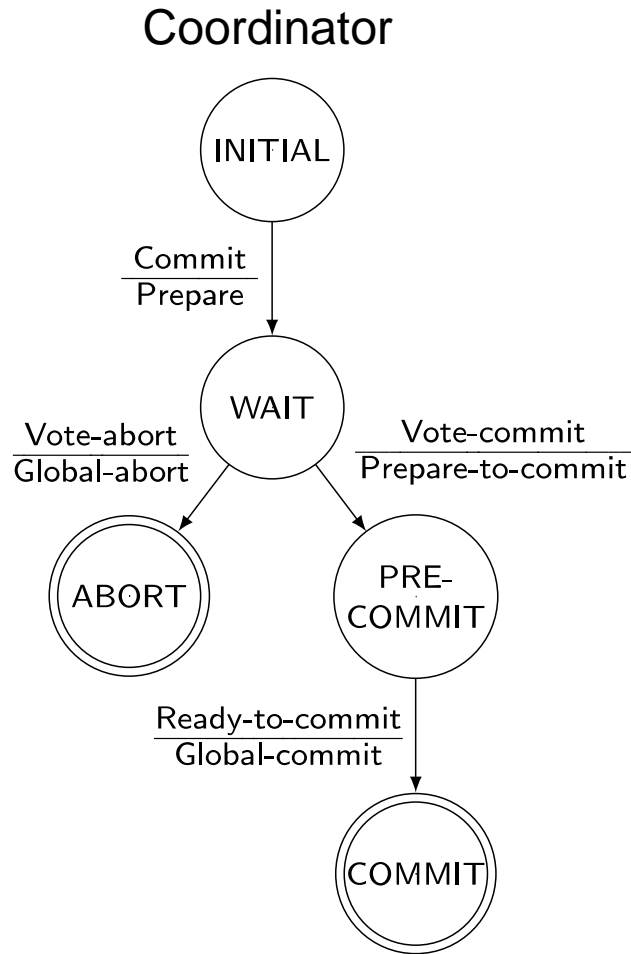 Coordinator
INITIAL
Commit
Prepare
WAIT
Vote-abort
Global-abort
Vote-commit
Prepare-to-commit
ABORT
PRE-
COMMIT
Ready-to-commit
Global-commit
COMMIT